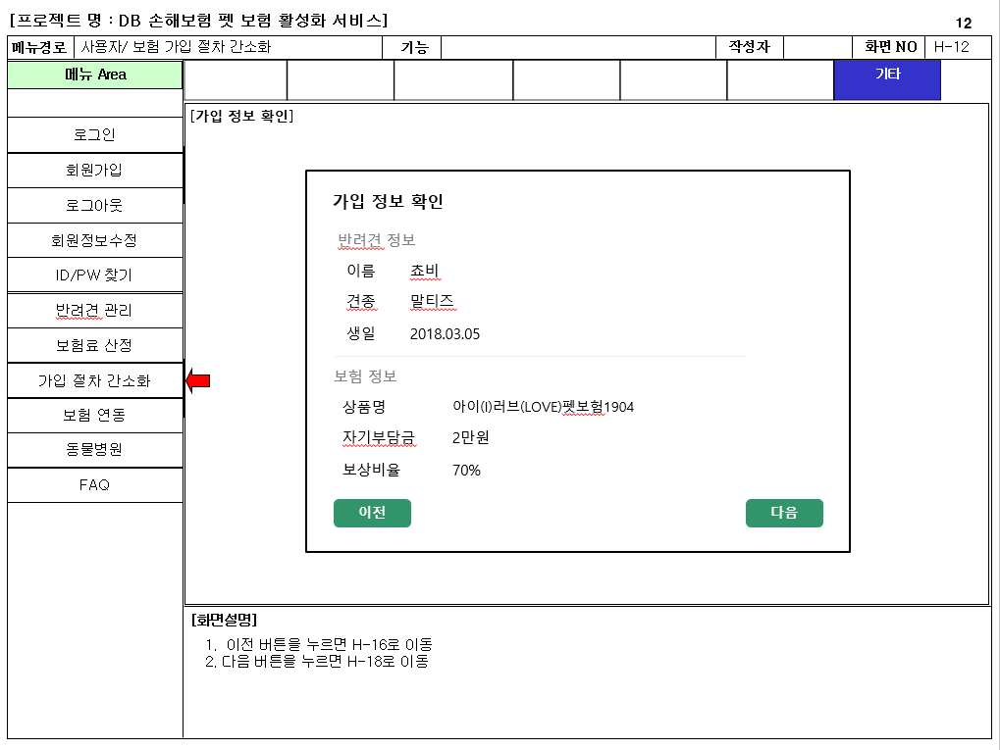 [프로젝트 명 : DB 손해보험 펫 보험 활성화 서비스]
12
메뉴경로 사용자/ 보험 가입 절차 간소화 기능 작성자 화면 NO H-12
메뉴 Area
기타
로그인
회원가입
로그아웃
회원정보수정
ID/PW 찾기
반려견 관리
보험료 산정
가입 절차 간소화
보험 연동
동물병원
FAQ
[가입 정보 확인]
가입 정보 확인
반려견 정보
이름 쵸비
견종 말티즈
생일 2018.03.05
보험 정보
상품명 아이(I)러브(LOVE)펫보험1904
자기부담금 2만원
보상비율 70%
이전 다음
[화면설명]
1. 이전 버튼을 누르면 H-16로 이동
2. 다음 버튼을 누르면 H-18로 이동